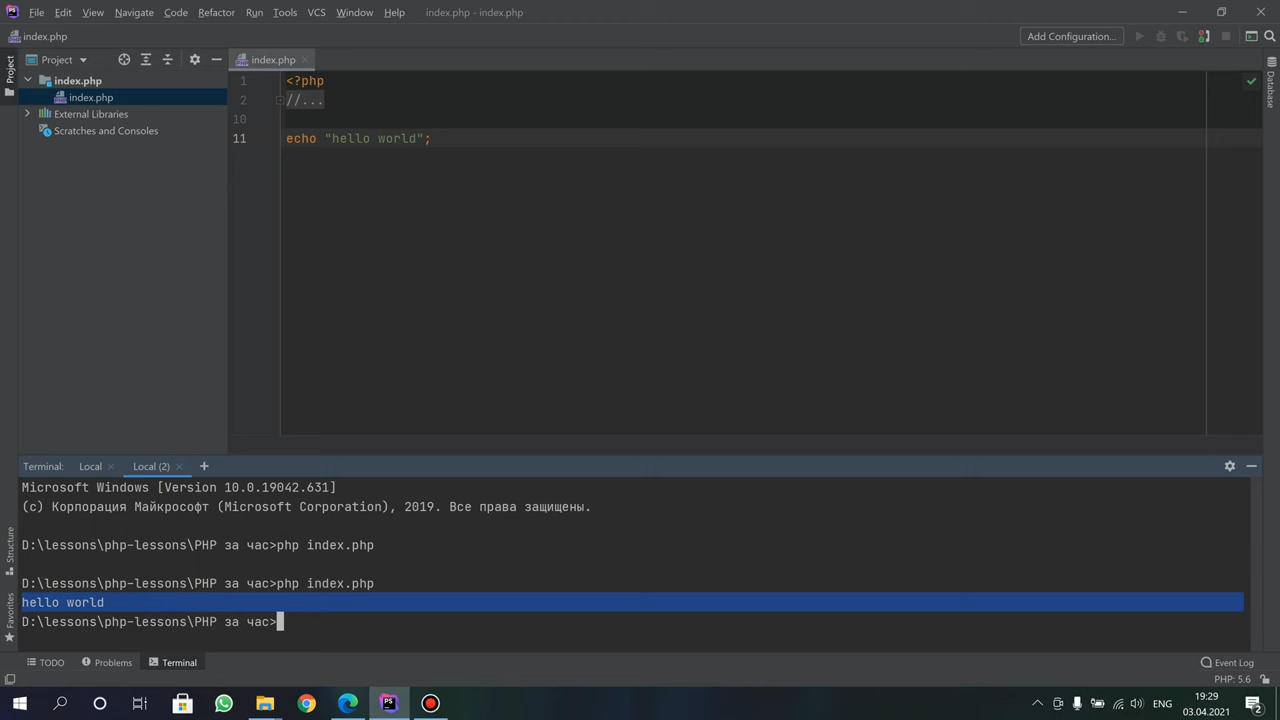 File Edit View Navigate Code Refactor Run Tools VCS Window Help index.php - index.php
index.php Add Configuration...
Project index.php
index.php
index.php
External Libraries
Scratches and Consoles
1 <?php
2 //...
10
11 echo "hello world";
Project
Database
Structure
Favorites
Terminal: Local Local (2) +
Microsoft Windows [Version 10.0.19042.631]
(c) Корпорация Майкрософт (Microsoft Corporation), 2019. Все права защищены.
D:\lessons\php-lessons\PHP за час>php index.php
D:\lessons\php-lessons\PHP за час>php index.php
hello world
D:\lessons\php-lessons\PHP за час>
TODO Problems Terminal Event Log
PHP: 5.6
PS ENG 19:29
03.04.2021 2